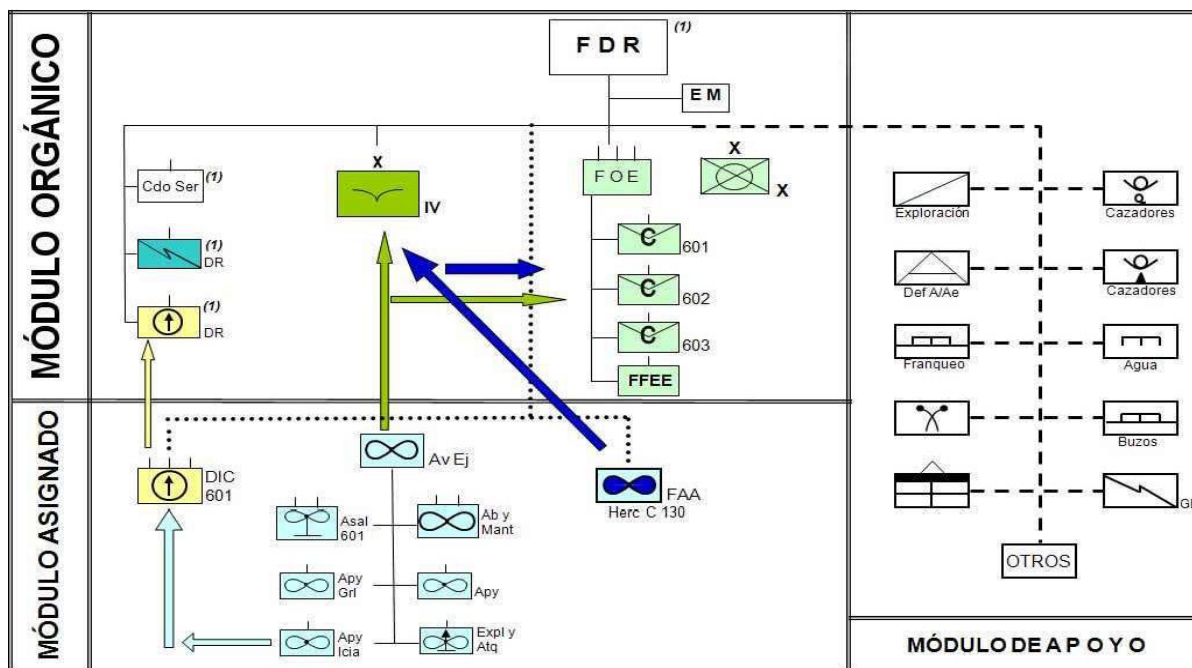 MÓDULO ORGÁNICO
F D R
(1)
E M
Cdo Ser
(1)
(1)
DR
(1)
DR
X
IV
F O E
X
X
C
601
C
602
C
603
FFEE
MÓDULO ASIGNADO
DIC
601
Av Ej
Asal
601
Ab y
Mant
Apy
Grl
Apy
Apy
Icia
Expl y
Atq
FAA
Herc C 130
Exploración
Cazadores
Def A/Ae
Cazadores
Franqueo
Agua
Buzos
OTROS
MÓDULO DE A P O Y O